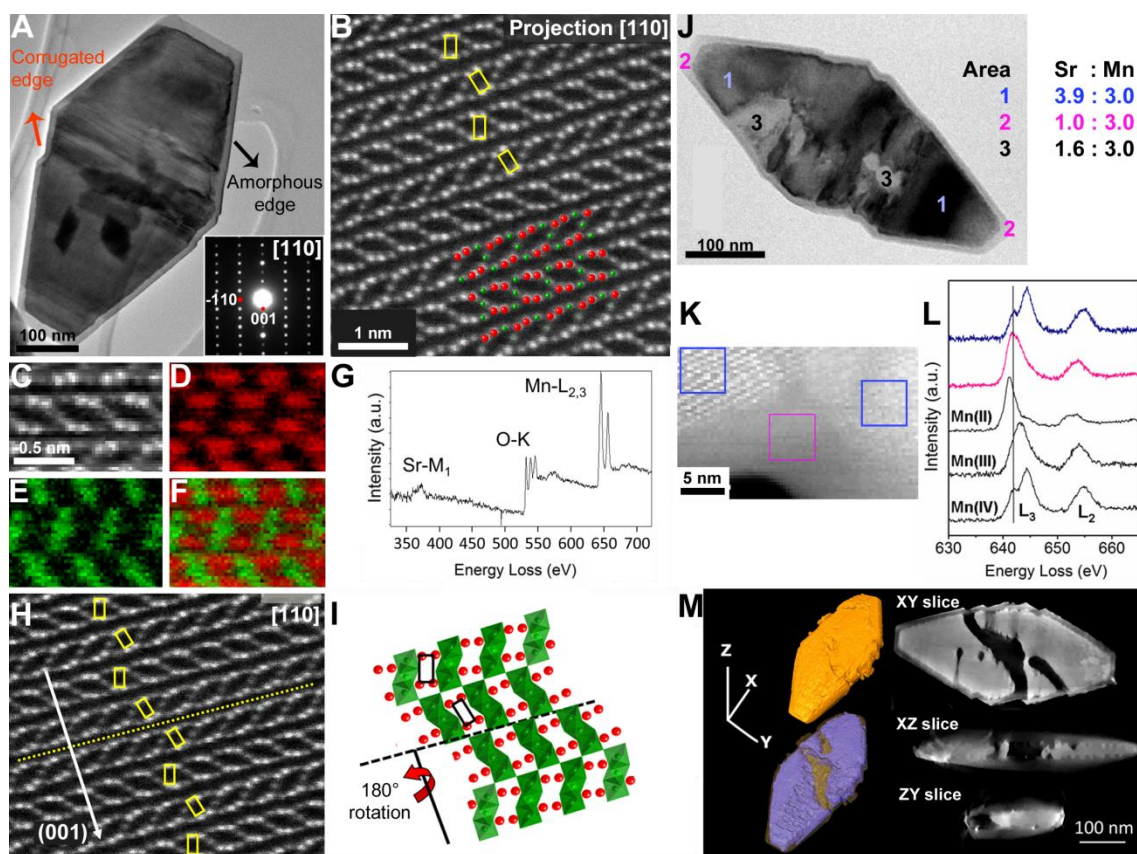 A
Corrugated
edge
Amorphous
edge
[110]
-110
001
100 nm
B
Projection [110]
1 nm
C
0.5 nm
D
E
F
G
Mn-L2,3
O-K
Sr-M1
Intensity (a.u.)
350 400 450 500 550 600 650 700
Energy Loss (eV)
H
[110]
(001)
I
180°
rotation
J
2
1
3
3
1
2
100 nm
Area Sr : Mn
1 3.9 : 3.0
2 1.0 : 3.0
3 1.6 : 3.0
K
5 nm
L
Mn(II)
Mn(III)
Mn(IV)
L3
L2
Intensity (a.u.)
630 640 650 660
Energy Loss (eV)
M
Z
X
Y
XY slice
XZ slice
ZY slice
100 nm